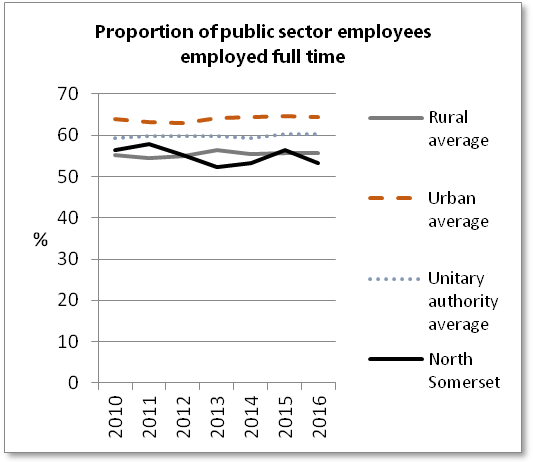 Proportion of public sector employees
employed full time
70
60
50
40
30
20
10
0
%
2010
2011
2012
2013
2014
2015
2016
Rural
average
Urban
average
Unitary
authority
average
North
Somerset